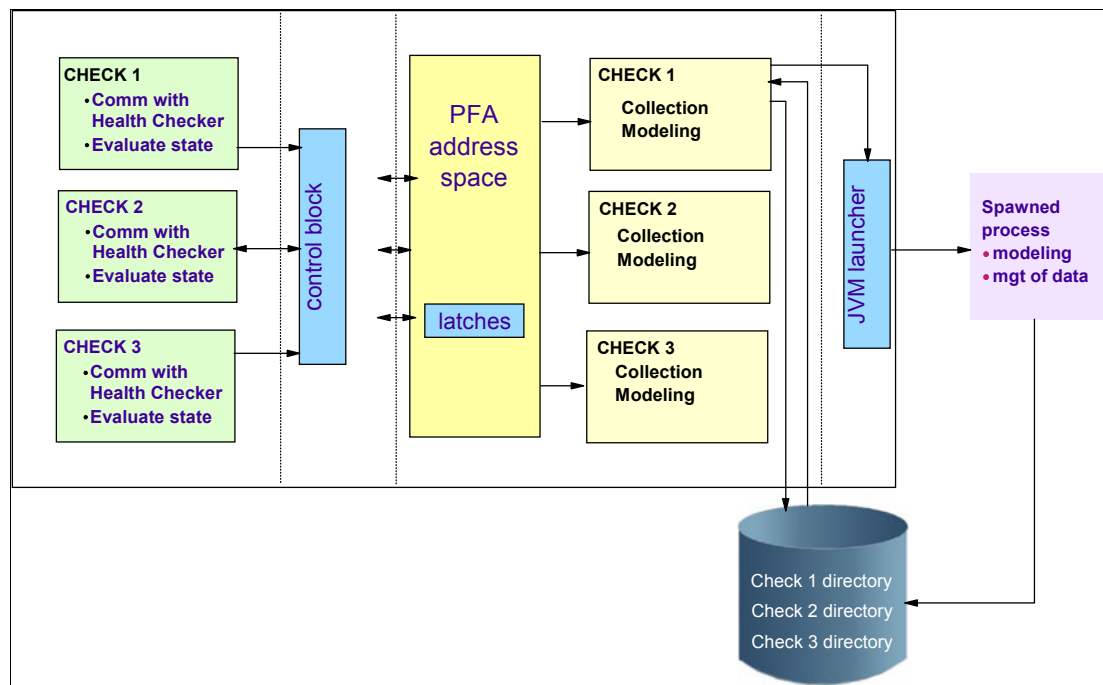 CHECK 1
•Comm with
Health Checker
•Evaluate state
CHECK 2
•Comm with
Health Checker
•Evaluate state
CHECK 3
•Comm with
Health Checker
•Evaluate state
control block
PFA
address
space
latches
CHECK 1
Collection
Modeling
CHECK 2
Collection
Modeling
CHECK 3
Collection
Modeling
JVM launcher
Spawned
process
• modeling
• mgt of data
Check 1 directory
Check 2 directory
Check 3 directory